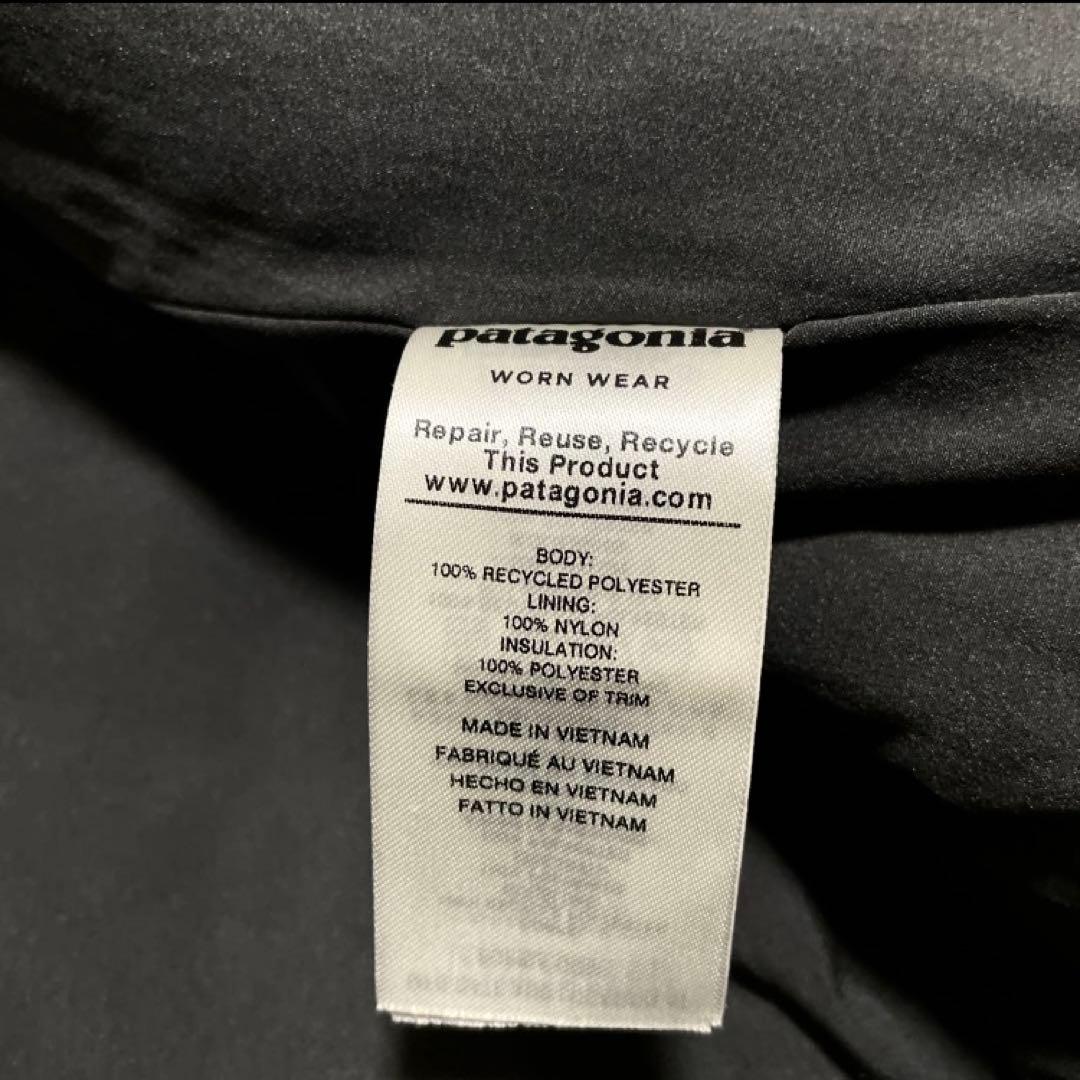 patagonia
WORN WEAR
Repair, Reuse, Recycle
This Product
www.patagonia.com
BODY:
100% RECYCLED POLYESTER
LINING:
100% NYLON
INSULATION:
100% POLYESTER
EXCLUSIVE OF TRIM
MADE IN VIETNAM
FABRIQUÉ AU VIETNAM
HECHO EN VIETNAM
FATTO IN VIETNAM